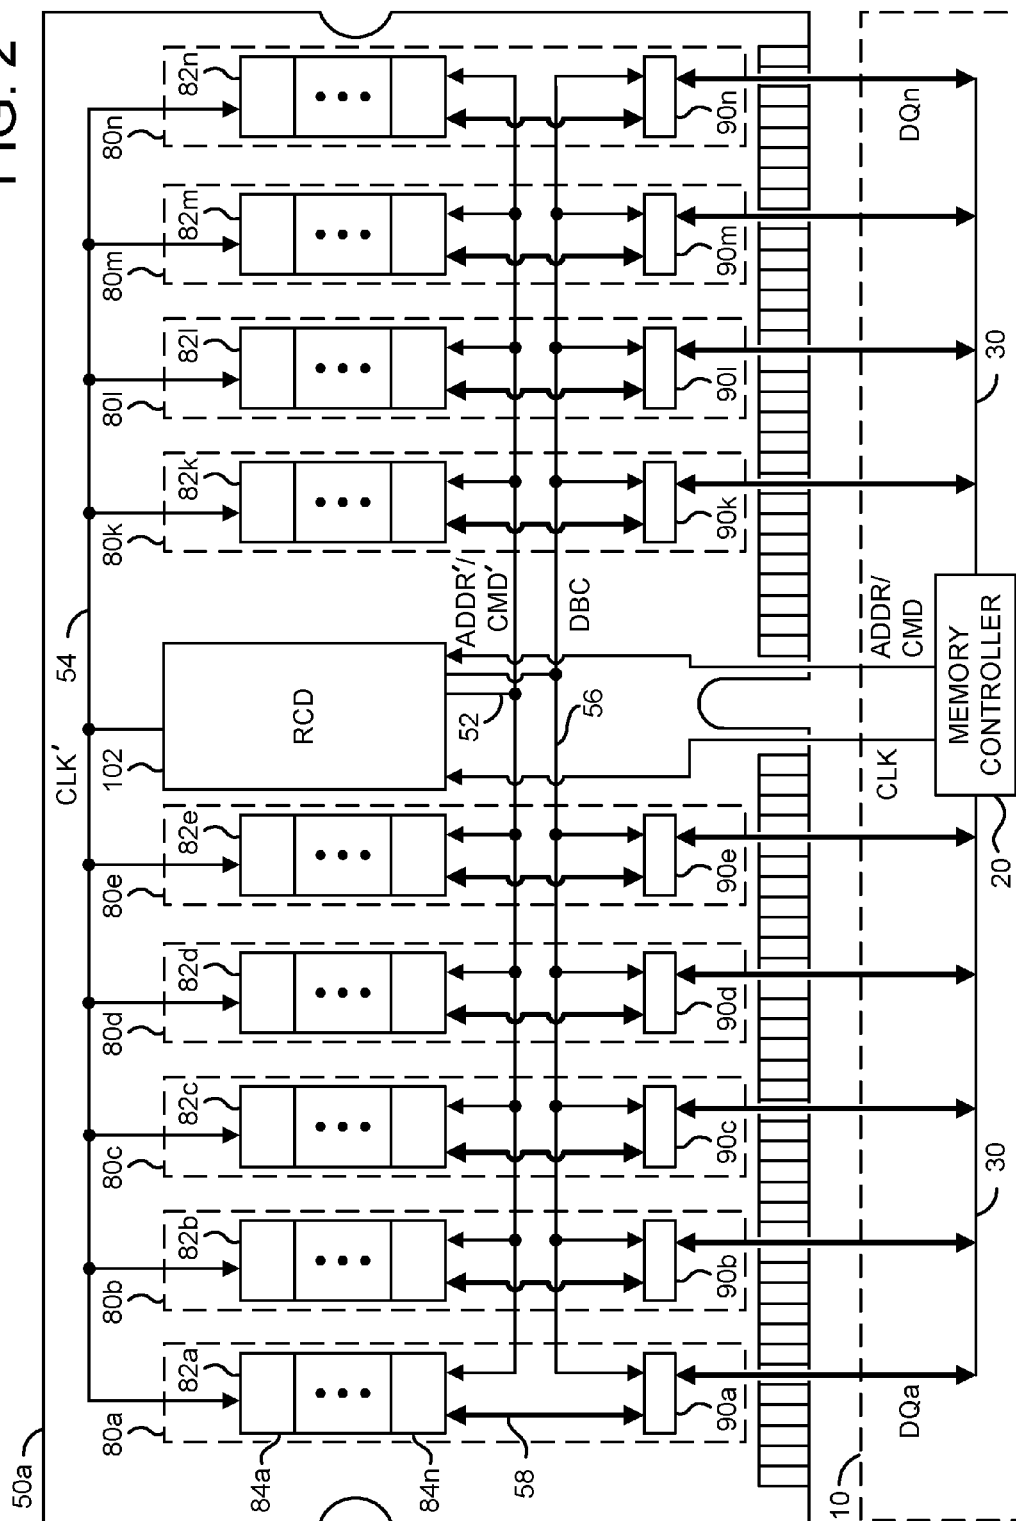 FIG. 2
50a
54
CLK′
102
RCD
52
56
58
ADDR′/
CMD′
DBC
80a
82a
84a
84n
90a
80b
82b
90b
80c
82c
90c
80d
82d
90d
80e
82e
90e
80k
82k
90k
80l
82l
90l
80m
82m
90m
80n
82n
90n
DQa
DQn
CLK
ADDR/
CMD
MEMORY
CONTROLLER
20
30
30
10